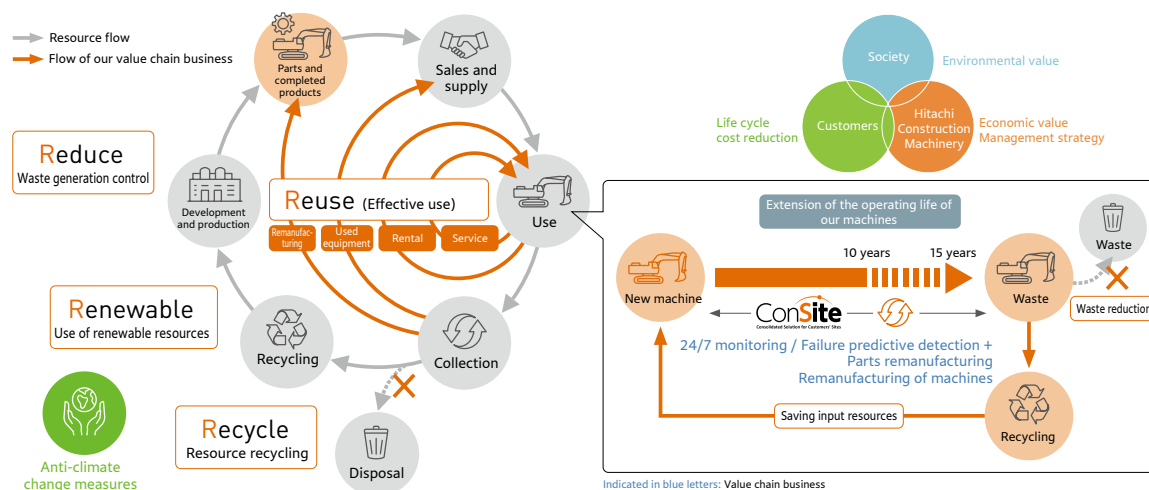 Resource flow
Flow of our value chain business
Parts and
completed
products
Sales and
supply
Society
Environmental value
Customers
Hitachi
Construction
Machinery
Life cycle
cost reduction
Economic value
Management strategy
Reduce
Waste generation control
Development
and production
Reuse (Effective use)
Remanufac-
turing
Used
equipment
Rental
Service
Use
Extension of the operating life of
our machines
10 years
15 years
Waste
New machine
Waste
Waste reduction
ConSite
Consolidated Solution for Customers' Sites
24/7 monitoring / Failure predictive detection +
Parts remanufacturing
Remanufacturing of machines
Saving input resources
Recycling
Renewable
Use of renewable resources
Recycling
Collection
Recycle
Resource recycling
Disposal
Anti-climate
change measures
Indicated in blue letters: Value chain business